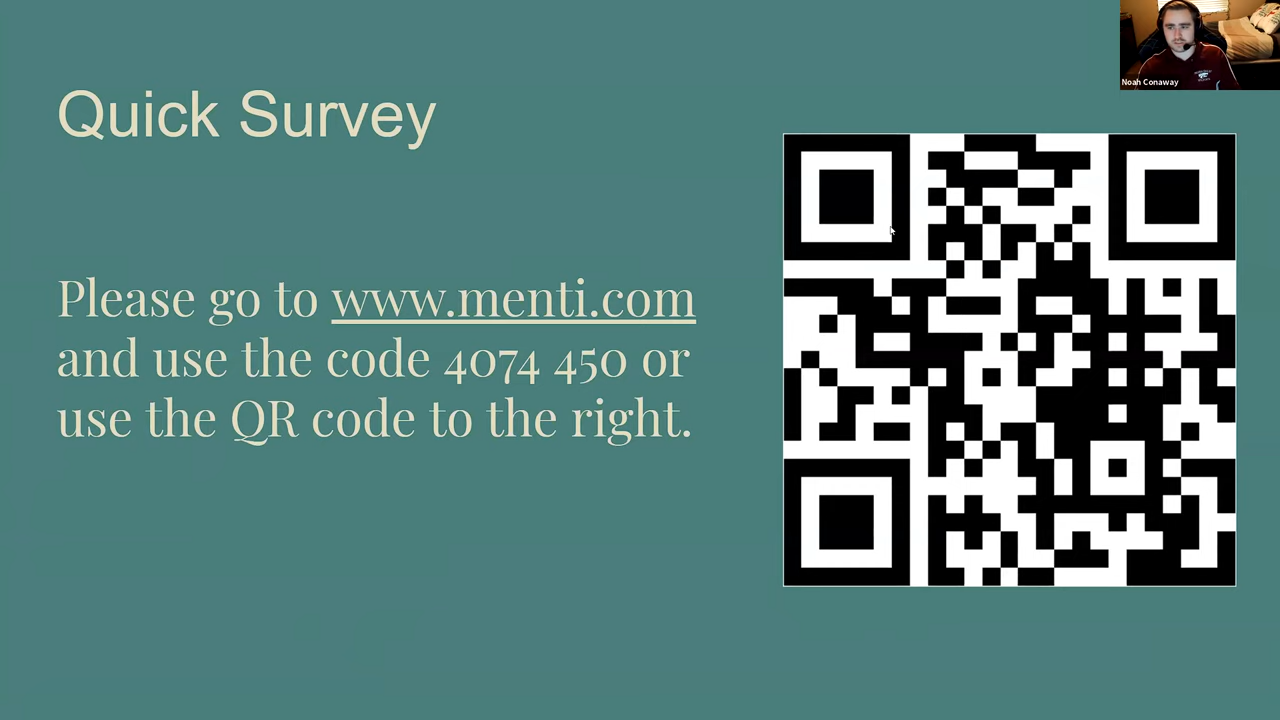 Noah Conaway
Quick Survey
Please go to www.menti.com
and use the code 4074 450 or
use the QR code to the right.